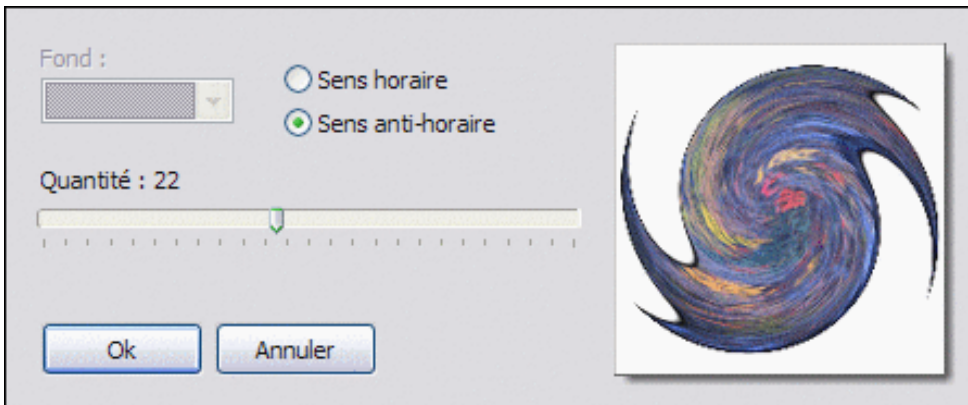 Fond :
Sens horaire
Sens anti-horaire
Quantité : 22
Ok
Annuler